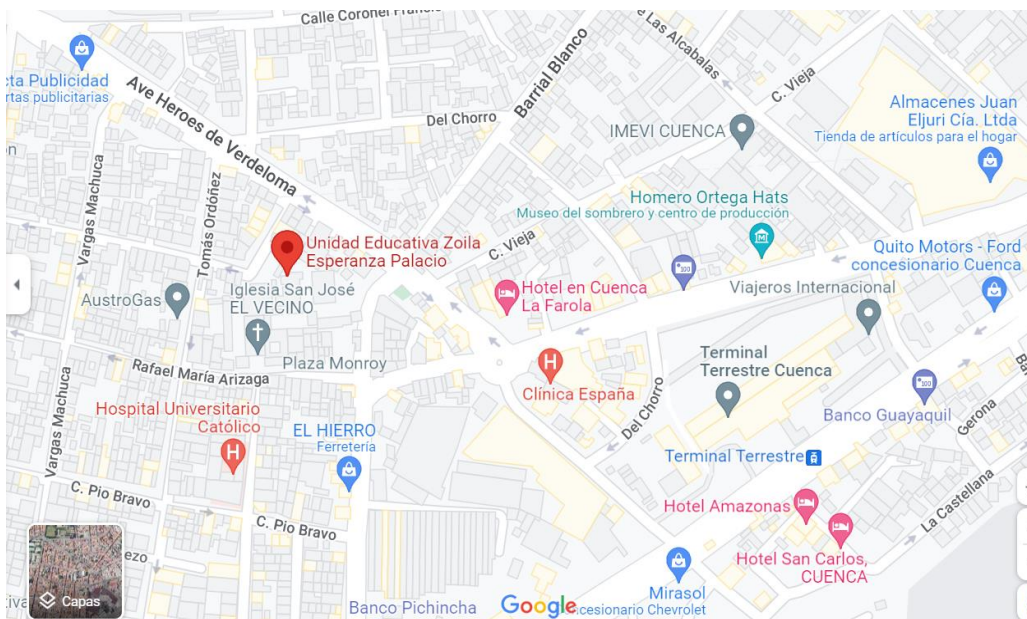 Calle Coronel Franci
e Las Alcabalas
cta Publicidad
rtas publicitarias
Ave Heroes de Verdeloma
Barrial Blanco
C. Vieja
Del Chorro
IMEVI CUENCA
Almacenes Juan
Eljuri Cía. Ltda
Tienda de artículos para el hogar
ón
Vargas Machuca
Tomás Ordóñez
Homero Ortega Hats
Museo del sombrero y centro de producción
Unidad Educativa Zoila
Esperanza Palacio
C. Vieja
Quito Motors - Ford
concesionario Cuenca
Iglesia San José
EL VECINO
AustroGas
Hotel en Cuenca
La Farola
Viajeros Internacional
Plaza Monroy
Rafael María Arizaga
Clínica España
Terminal
Terrestre Cuenca
Hospital Universitario
Católico
Vargas Machuca
EL HIERRO
Ferretería
Del Chorro
Banco Guayaquil
Gerona
Ba
Terminal Terrestre
C. Pio Bravo
C. Pio Bravo
Hotel Amazonas
La Castellana
Hotel San Carlos,
CUENCA
ezo
Capas
Banco Pichincha
Google
Mirasol
cesionario Chevrolet